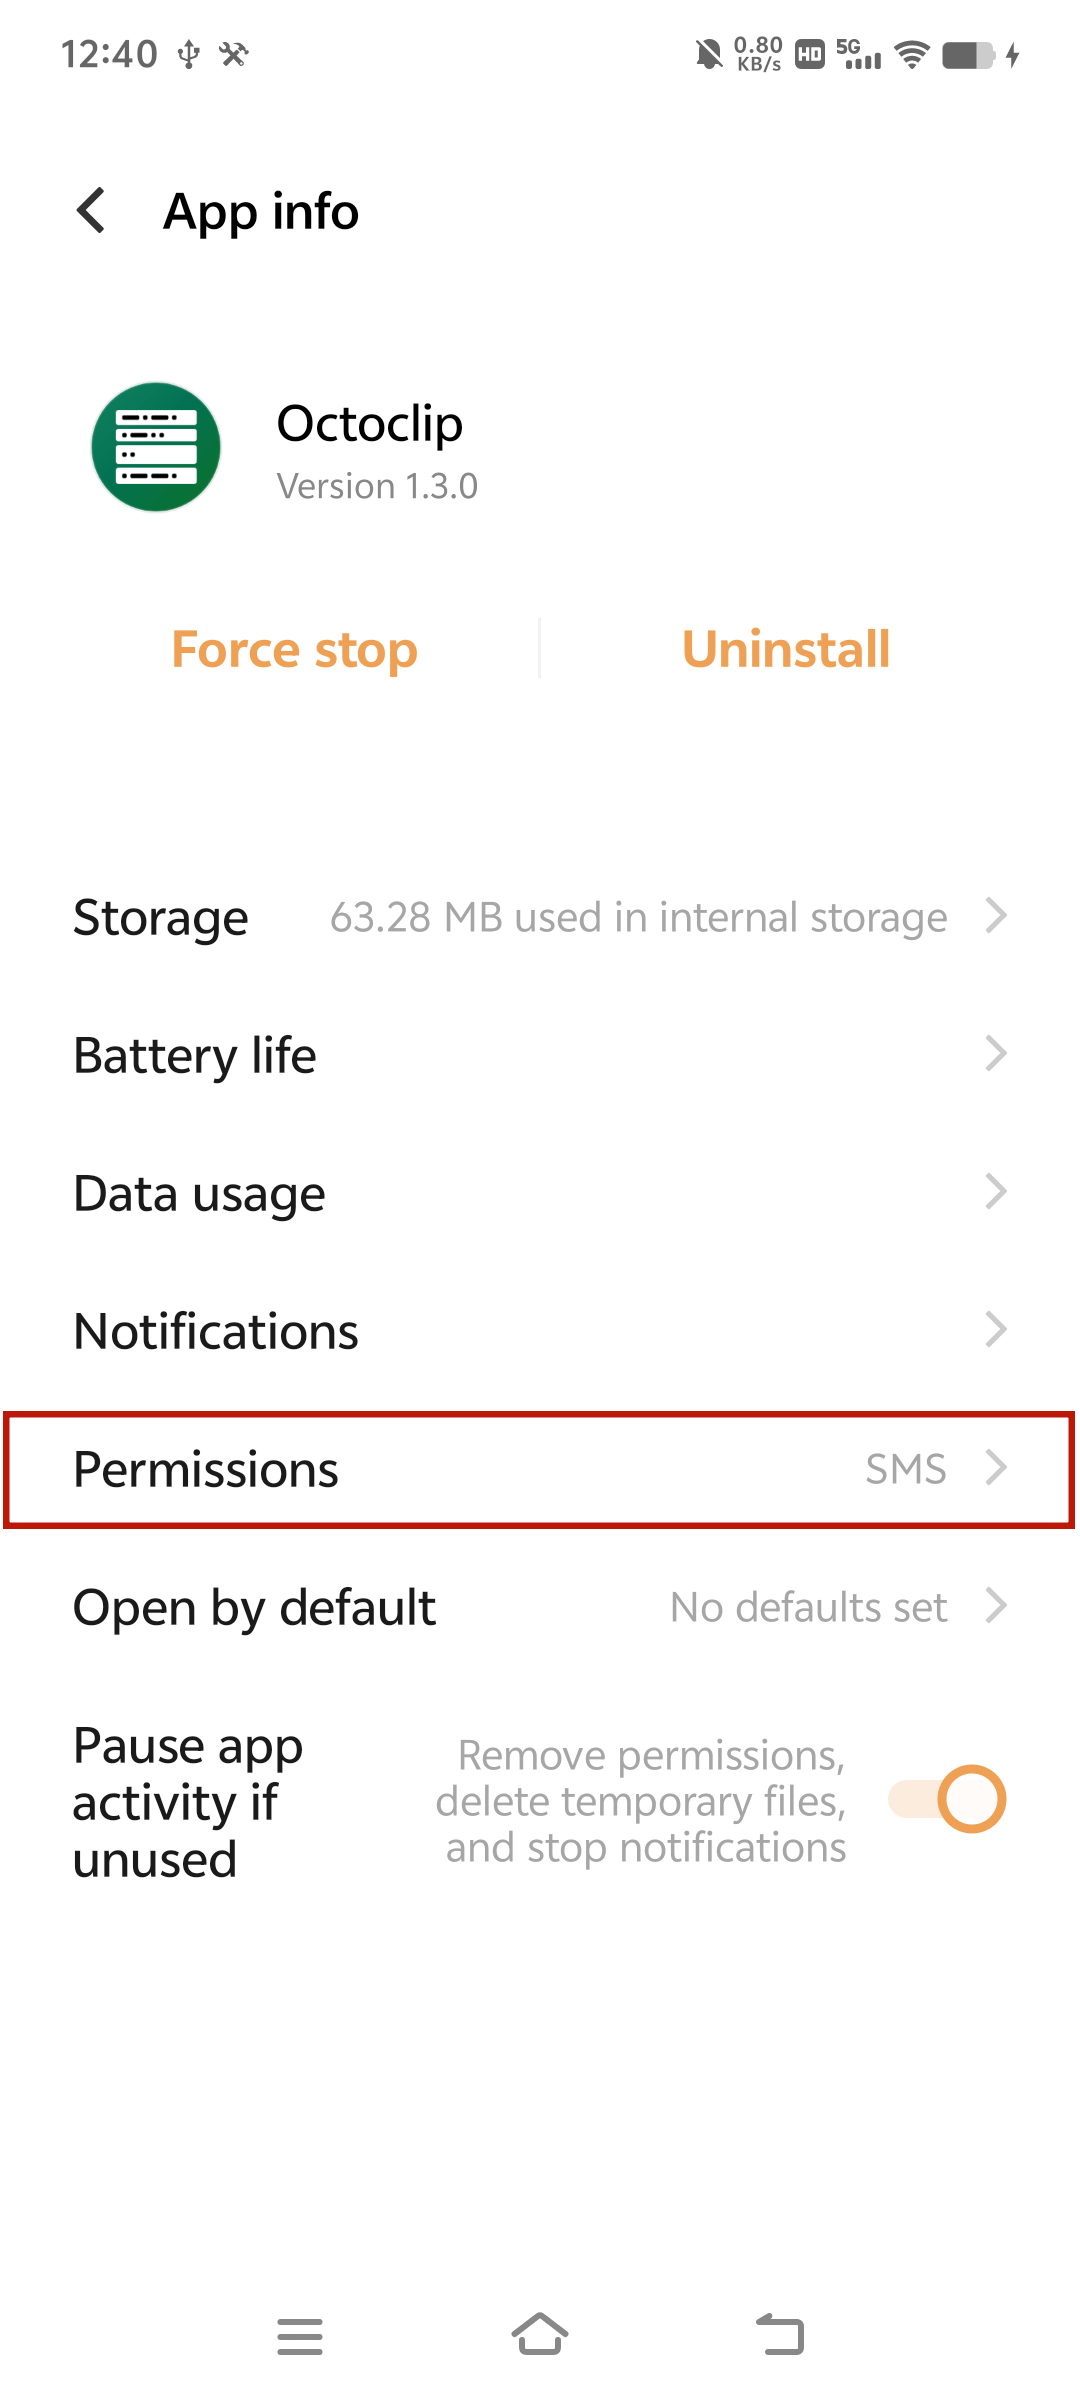 12:40
0.80
KB/s
HD
5G
App info
Octoclip
Version 1.3.0
Force stop
Uninstall
Storage
63.28 MB used in internal storage
Battery life
Data usage
Notifications
Permissions
SMS
Open by default
No defaults set
Pause app
activity if
unused
Remove permissions,
delete temporary files,
and stop notifications